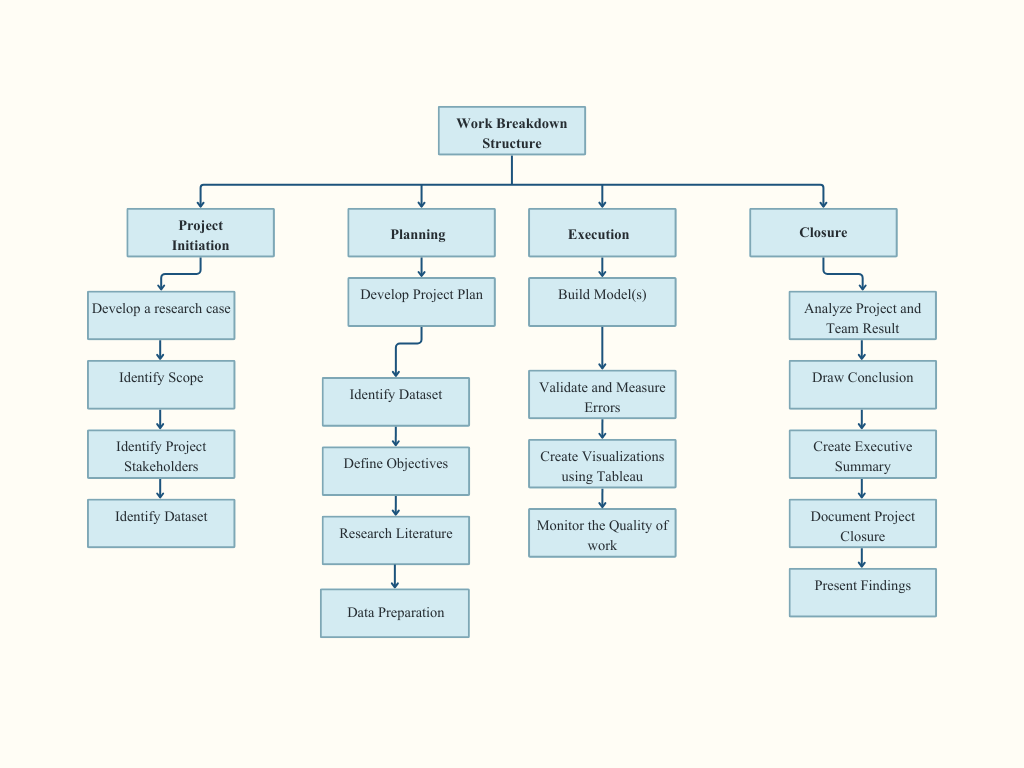 Work Breakdown
Structure
Project
Initiation
Develop a research case
Identify Scope
Identify Project
Stakeholders
Identify Dataset
Planning
Develop Project Plan
Identify Dataset
Define Objectives
Research Literature
Data Preparation
Execution
Build Model(s)
Validate and Measure
Errors
Create Visualizations
using Tableau
Monitor the Quality of
work
Closure
Analyze Project and
Team Result
Draw Conclusion
Create Executive
Summary
Document Project
Closure
Present Findings